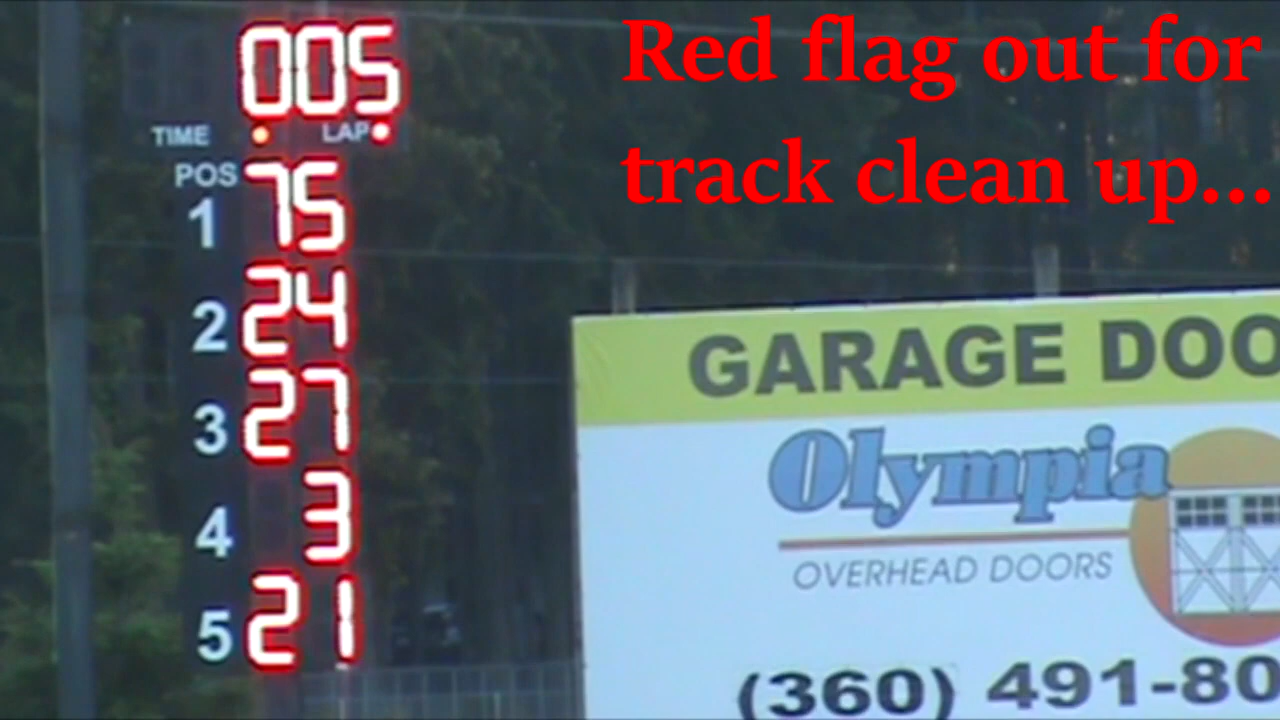 005
TIME LAP
POS
1 75
2 24
3 27
4 3
5 21
Red flag out for
track clean up...
GARAGE DOO
Olympia
OVERHEAD DOORS
(360) 491-80